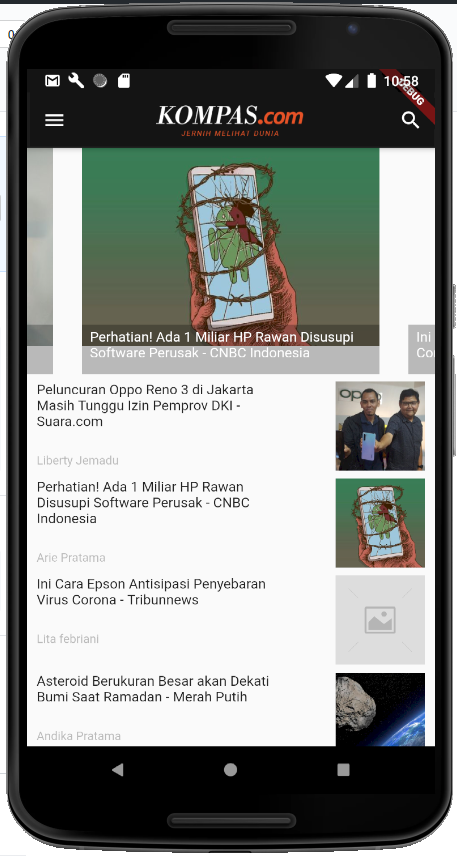 10:58
DEBUG
KOMPAS.com
JERNIH MELIHAT DUNIA
Perhatian! Ada 1 Miliar HP Rawan Disusupi
Software Perusak - CNBC Indonesia
Ini
Peluncuran Oppo Reno 3 di Jakarta
Masih Tunggu Izin Pemprov DKI -
Suara.com
Liberty Jemadu
Perhatian! Ada 1 Miliar HP Rawan
Disusupi Software Perusak - CNBC
Indonesia
Arie Pratama
Ini Cara Epson Antisipasi Penyebaran
Virus Corona - Tribunnews
Lita febriani
Asteroid Berukuran Besar akan Dekati
Bumi Saat Ramadan - Merah Putih
Andika Pratama